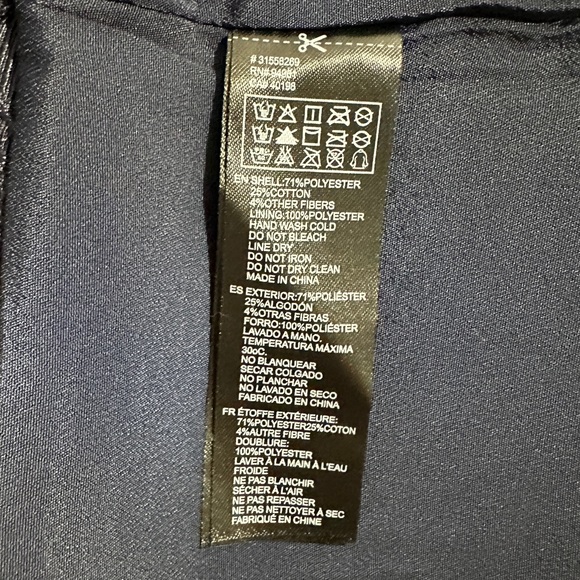 # 31558269
RN# 94361
CA# 40198
EN SHELL:71%POLYESTER
25%COTTON
4%OTHER FIBERS
LINING:100%POLYESTER
HAND WASH COLD
DO NOT BLEACH
LINE DRY
DO NOT IRON
DO NOT DRY CLEAN
MADE IN CHINA
ES EXTERIOR:71%POLIÉSTER
25%ALGODÓN
4%OTRAS FIBRAS
FORRO:100%POLIÉSTER
LAVADO A MANO.
TEMPERATURA MÁXIMA
30oC.
NO BLANQUEAR
SECAR COLGADO
NO PLANCHAR
NO LAVADO EN SECO
FABRICADO EN CHINA
FR ÉTOFFE EXTÉRIEURE:
71%POLYESTER25%COTON
4%AUTRE FIBRE
DOUBLURE:
100%POLYESTER
LAVER À LA MAIN À L'EAU
FROIDE
NE PAS BLANCHIR
SÉCHER À L'AIR
NE PAS REPASSER
NE PAS NETTOYER À SEC
FABRIQUÉ EN CHINE